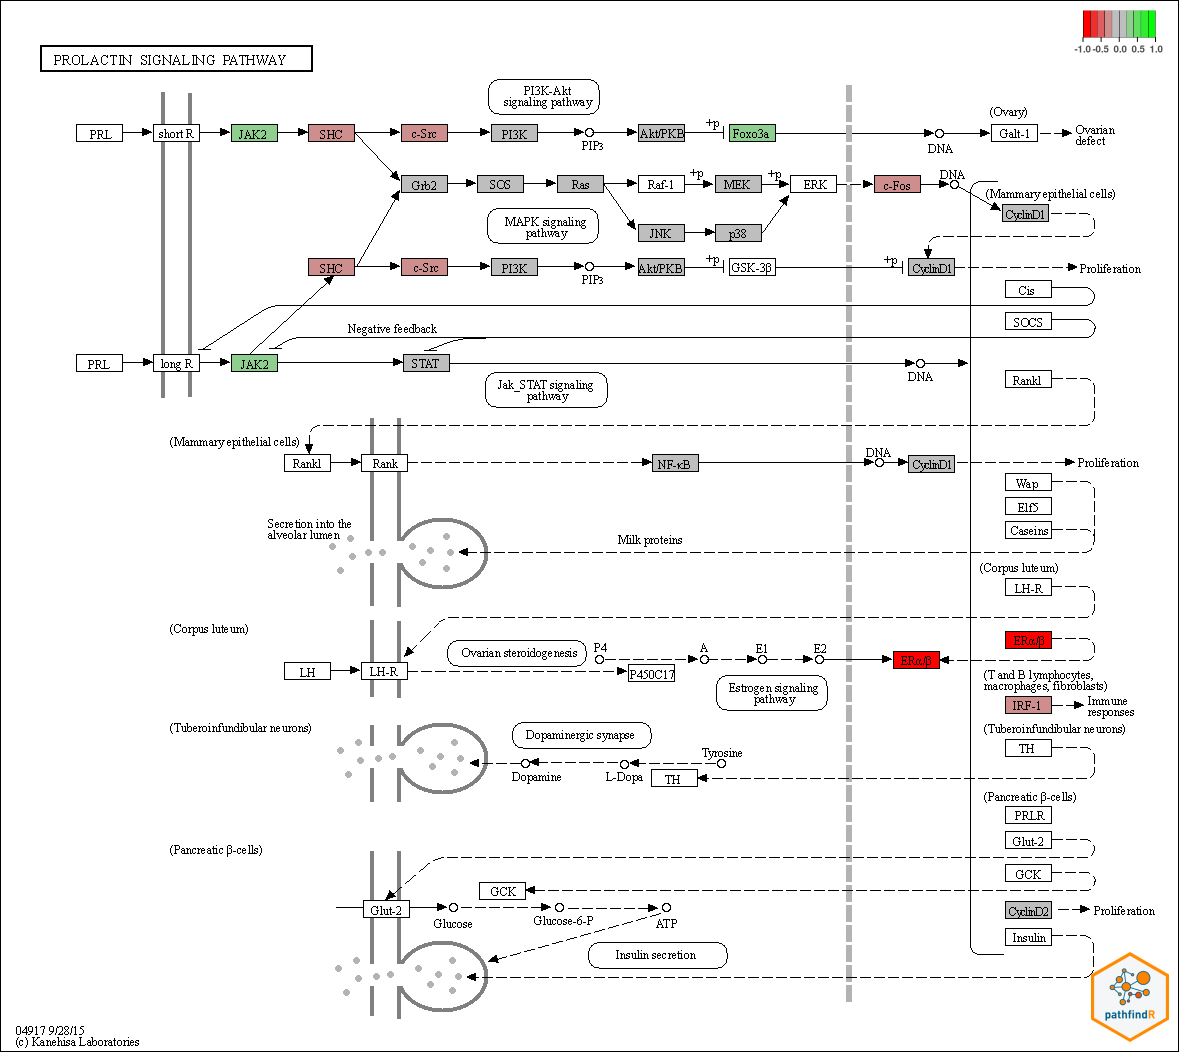 -1.0 -0.5 0.0 0.5 1.0
PROLACTIN SIGNALING PATHWAY
PI3K-Akt
signaling pathway
(Ovary)
PRL
short R
JAK2
SHC
c-Src
PI3K
PIP3
Akt/PKB
+p
Foxo3a
DNA
Galt-1
Ovarian
defect
Grb2
SOS
Ras
Raf-1
+p
MEK
+p
ERK
c-Fos
DNA
(Mammary epithelial cells)
CyclinD1
MAPK signaling
pathway
JNK
p38
SHC
c-Src
PI3K
PIP3
Akt/PKB
+p
GSK-3β
+p
CyclinD1
Proliferation
Cis
SOCS
Negative feedback
PRL
long R
JAK2
STAT
DNA
Jak_STAT signaling
pathway
Rankl
(Mammary epithelial cells)
Rankl
Rank
NF-κB
DNA
CyclinD1
Proliferation
Wap
Elf5
Caseins
Secretion into the
alveolar lumen
Milk proteins
(Corpus luteum)
LH-R
(Corpus luteum)
LH
LH-R
Ovarian steroidogenesis
P4
P450C17
A
E1
E2
ERα/β
ERα/β
Estrogen signaling
pathway
(T and B lymphocytes,
macrophages, fibroblasts)
IRF-1
Immune
responses
(Tuberoinfundibular neurons)
TH
(Tuberoinfundibular neurons)
Dopaminergic synapse
Dopamine
L-Dopa
Tyrosine
TH
(Pancreatic β-cells)
PRLR
Glut-2
GCK
CyclinD2
Proliferation
Insulin
(Pancreatic β-cells)
Glut-2
Glucose
GCK
Glucose-6-P
ATP
Insulin secretion
pathfindR
04917 9/28/15
(c) Kanehisa Laboratories